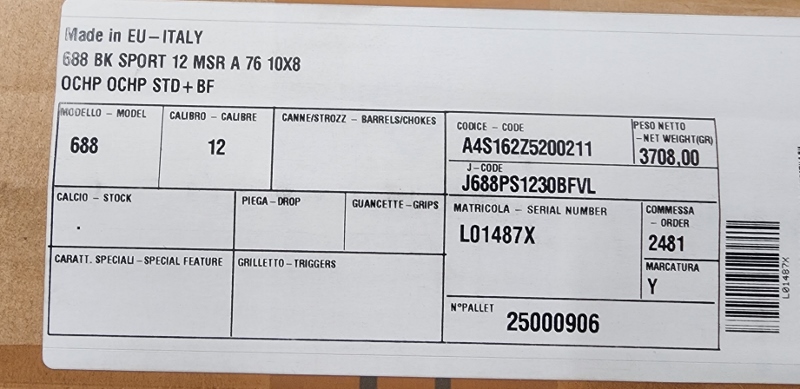 Made in EU-ITALY
688 BK SPORT 12 MSR A 76 10X8
OCHP OCHP STD+BF
MODELLO - MODEL
688
CALIBRO - CALIBRE
12
CANNE/STROZZ - BARRELS/CHOKES
CODICE - CODE
A4S162Z5200211
PESO NETTO
-NET WEIGHT(GR)
3708,00
J-CODE
J688PS1230BFVL
CALCIO - STOCK
PIEGA-DROP
GUANCETTE-GRIPS
MATRICOLA - SERIAL NUMBER
L01487X
COMMESSA
- ORDER
2481
MARCATURA
Y
CARATT. SPECIALI-SPECIAL FEATURE
GRILLETTO-TRIGGERS
N°PALLET
25000906
L01487X